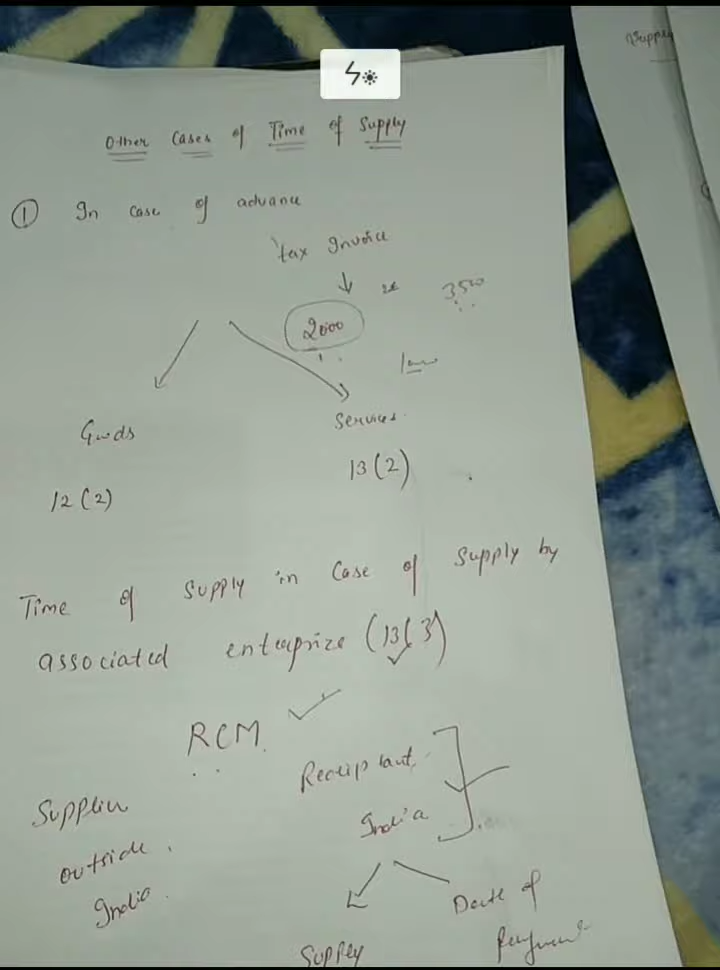 Supply
Other Cases of Time of Supply
① In case of advance
Tax Invoice
3500
2000
Goods
Services.
13(2)
12(2)
Time of Supply in Case of Supply by
associated enterprize (13(3)
RCM
Receiptant
India
Supplier
outside
India
Date of
Supply